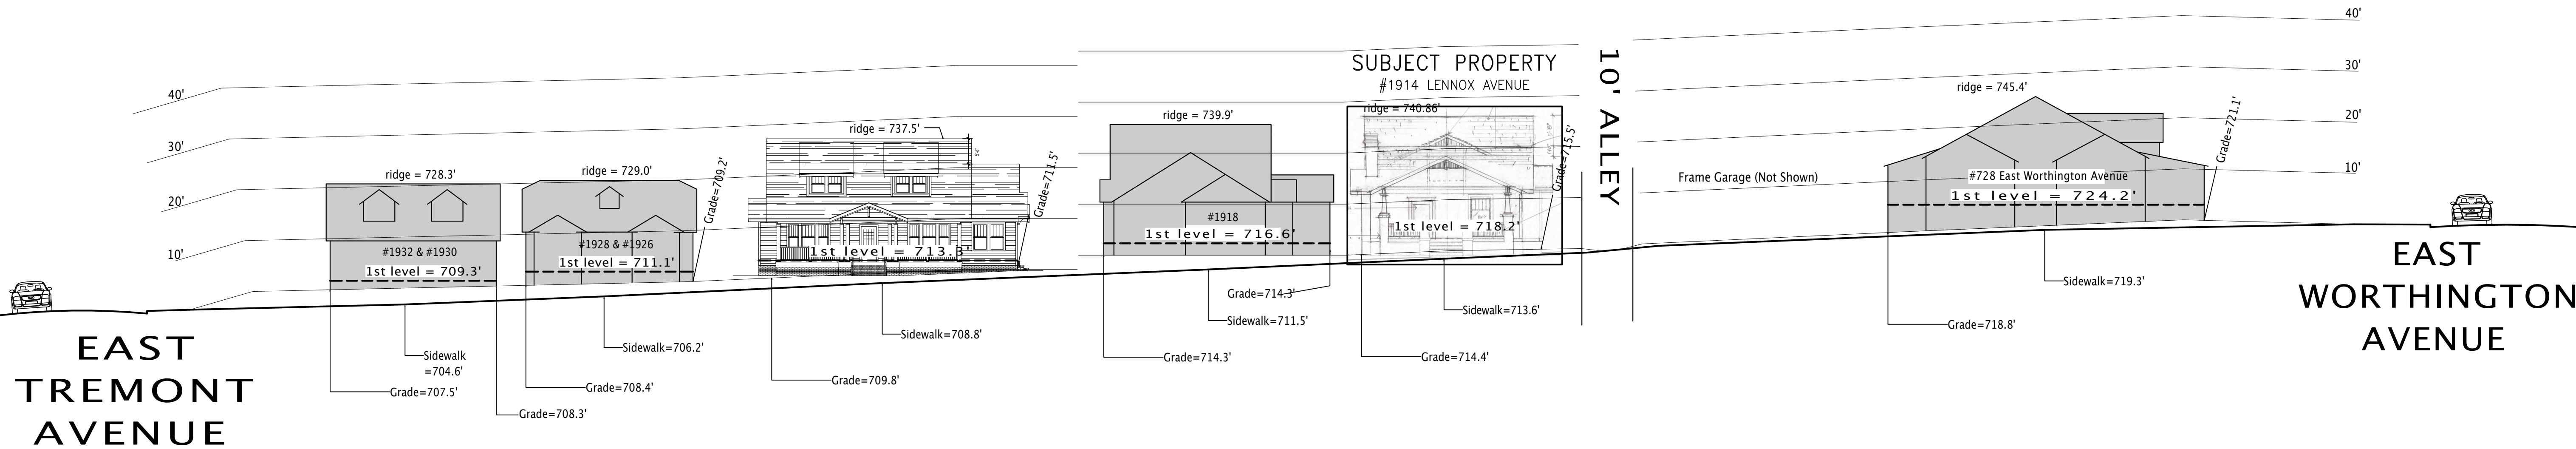 40'
30'
20'
10'
EAST
TREMONT
AVENUE
ridge = 728.3'
#1932 & #1930
1st level = 709.3'
Sidewalk
=704.6'
Grade=707.5'
Grade=708.3'
ridge = 729.0'
#1928 & #1926
1st level = 711.1'
Grade=709.2'
Sidewalk=706.2'
Grade=708.4'
ridge = 737.5'
1st level = 713.3'
Grade=711.5'
Sidewalk=708.8'
Grade=709.8'
ridge = 739.9'
#1918
1st level = 716.6'
Grade=714.3'
Sidewalk=711.5'
Grade=714.3'
SUBJECT PROPERTY
#1914 LENNOX AVENUE
ridge = 740.86'
1st level = 718.2'
Grade=715.5'
Sidewalk=713.6'
Grade=714.4'
10' ALLEY
Frame Garage (Not Shown)
ridge = 745.4'
#728 East Worthington Avenue
1st level = 724.2'
Grade=721.1'
Sidewalk=719.3'
Grade=718.8'
40'
30'
20'
10'
EAST
WORTHINGTON
AVENUE